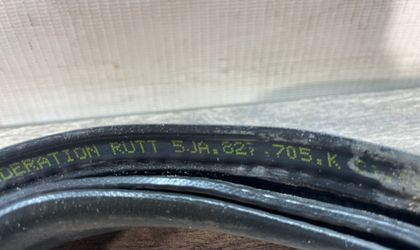 DERATION RUTT 5JA.827.705.K